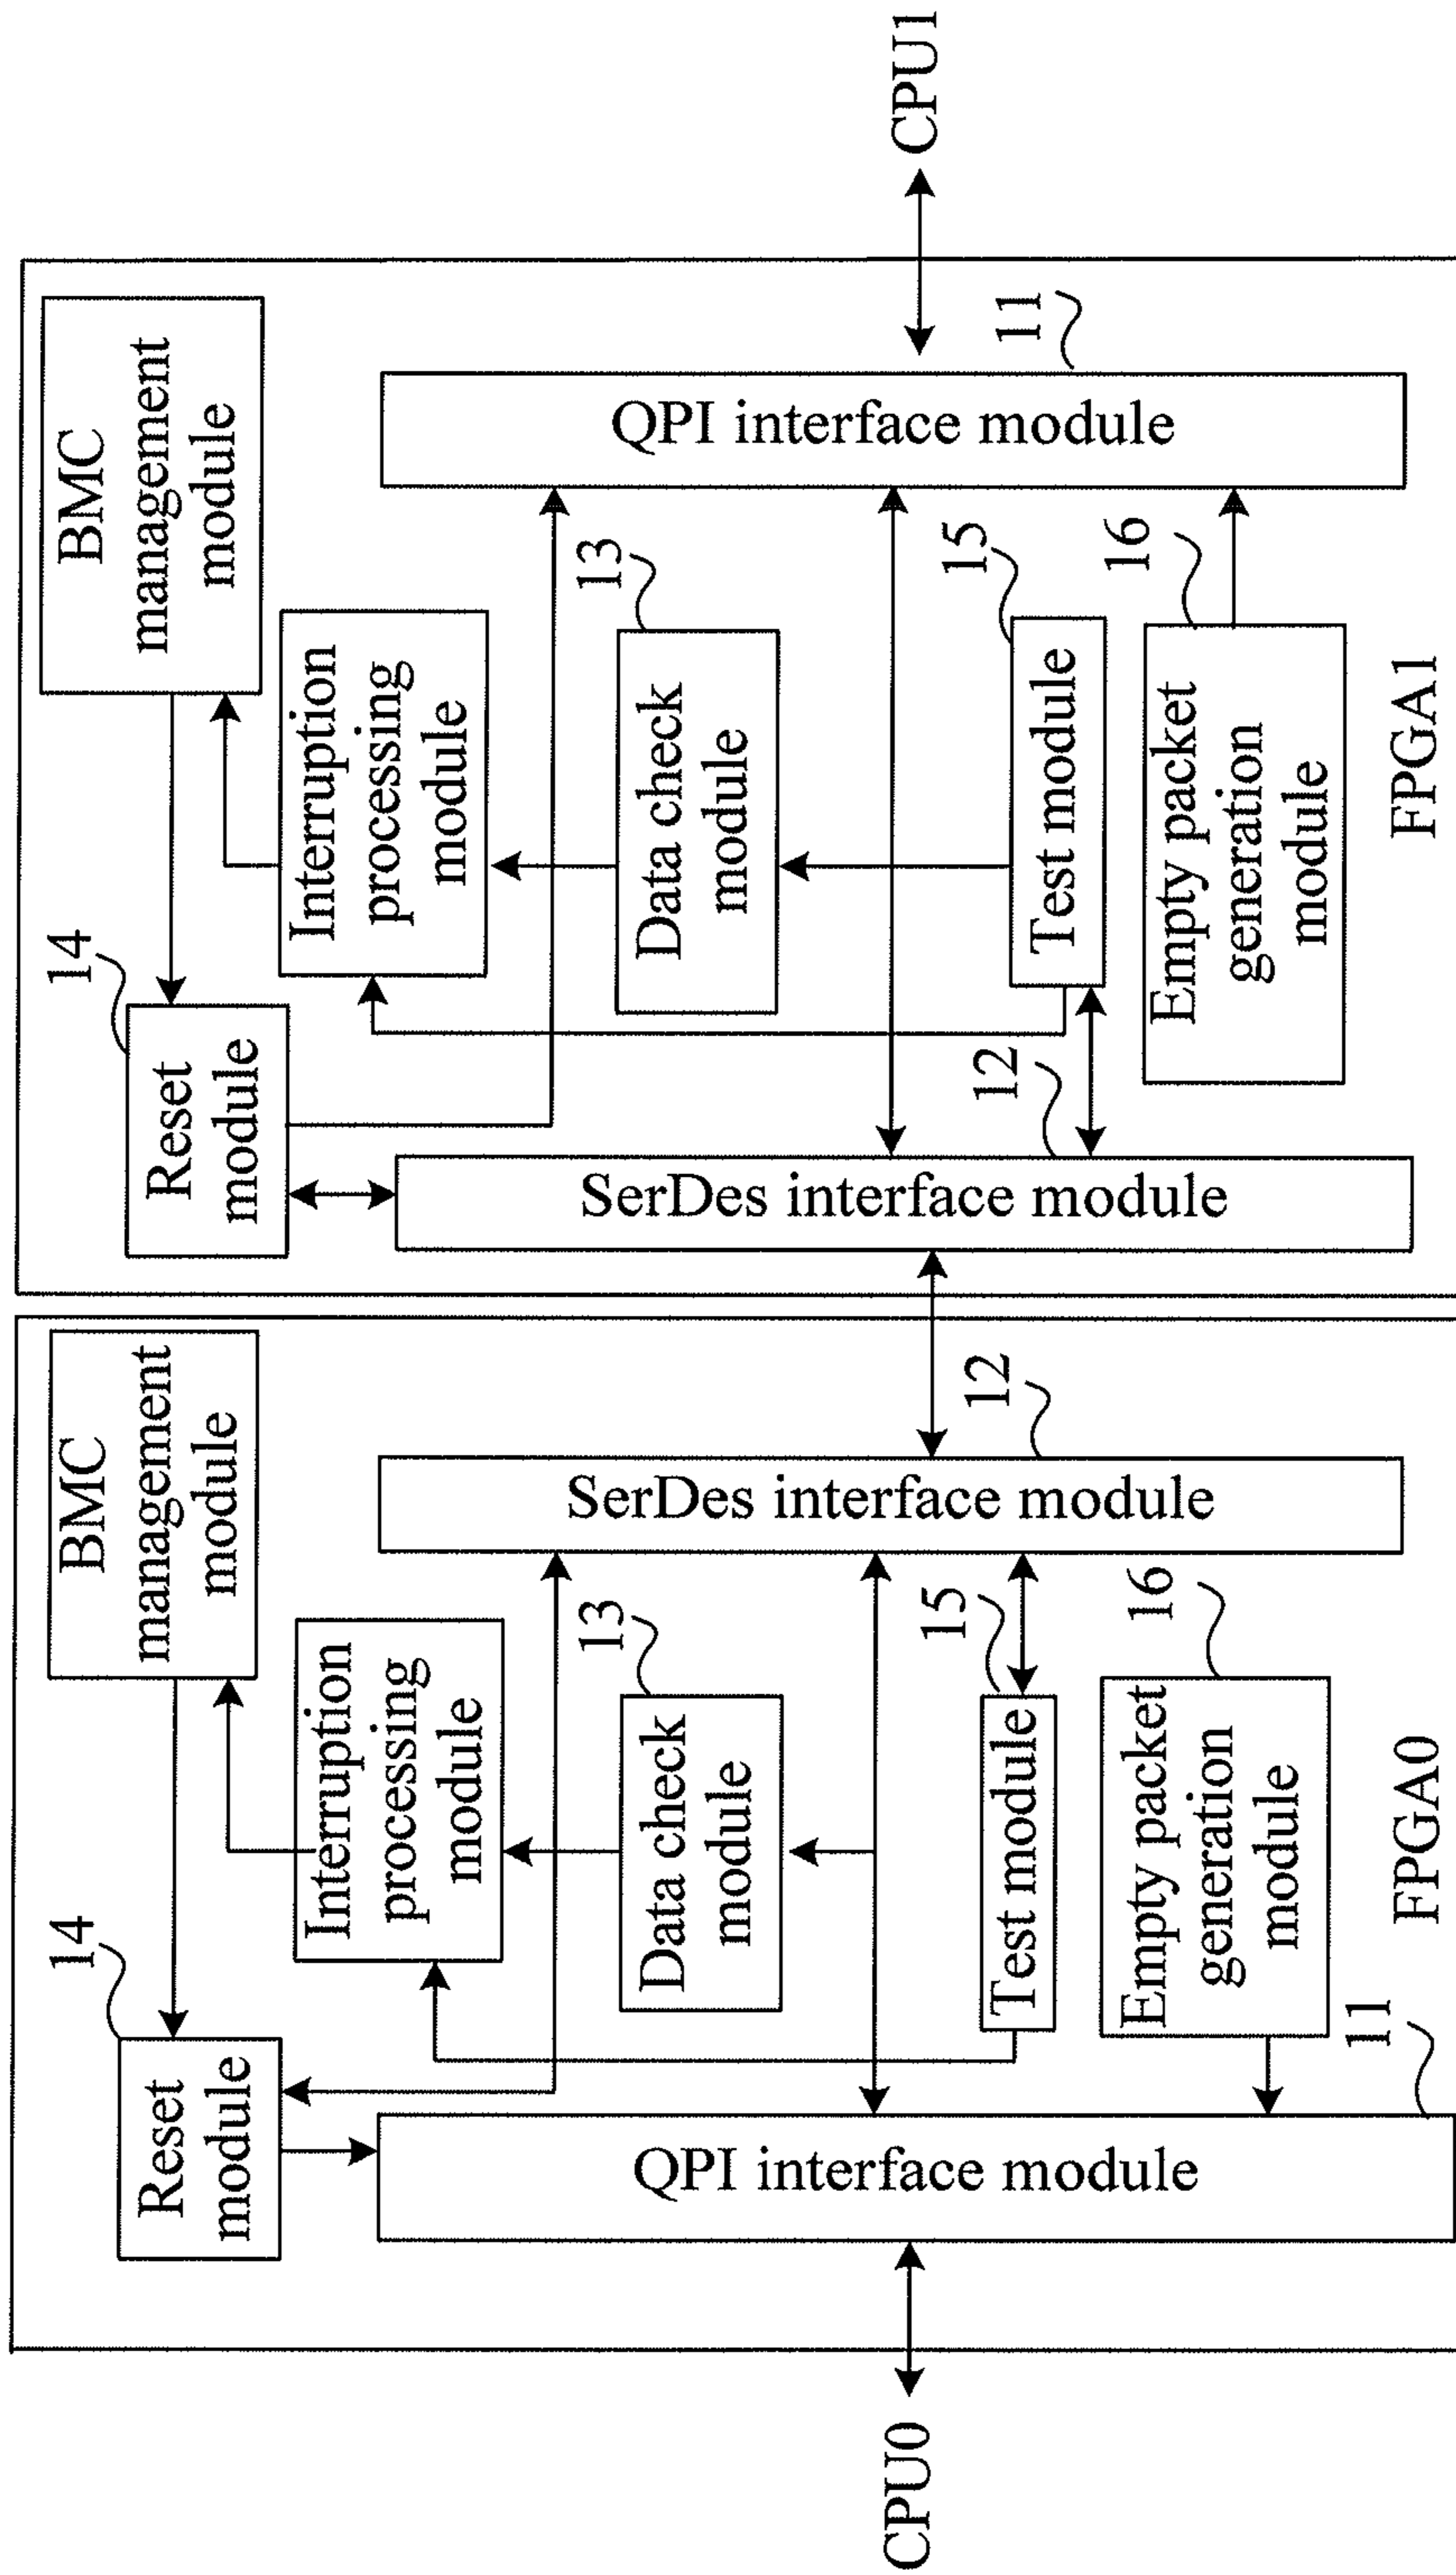 CPU0
FPGA0
Reset
module
14
BMC
management
module
Interruption
processing
module
Data check
module
13
QPI interface module
11
SerDes interface module
12
Test module
15
Empty packet
generation
module
16
FPGA1
Reset
module
14
BMC
management
module
Interruption
processing
module
Data check
module
13
SerDes interface module
12
QPI interface module
11
Test module
15
Empty packet
generation
module
16
CPU1